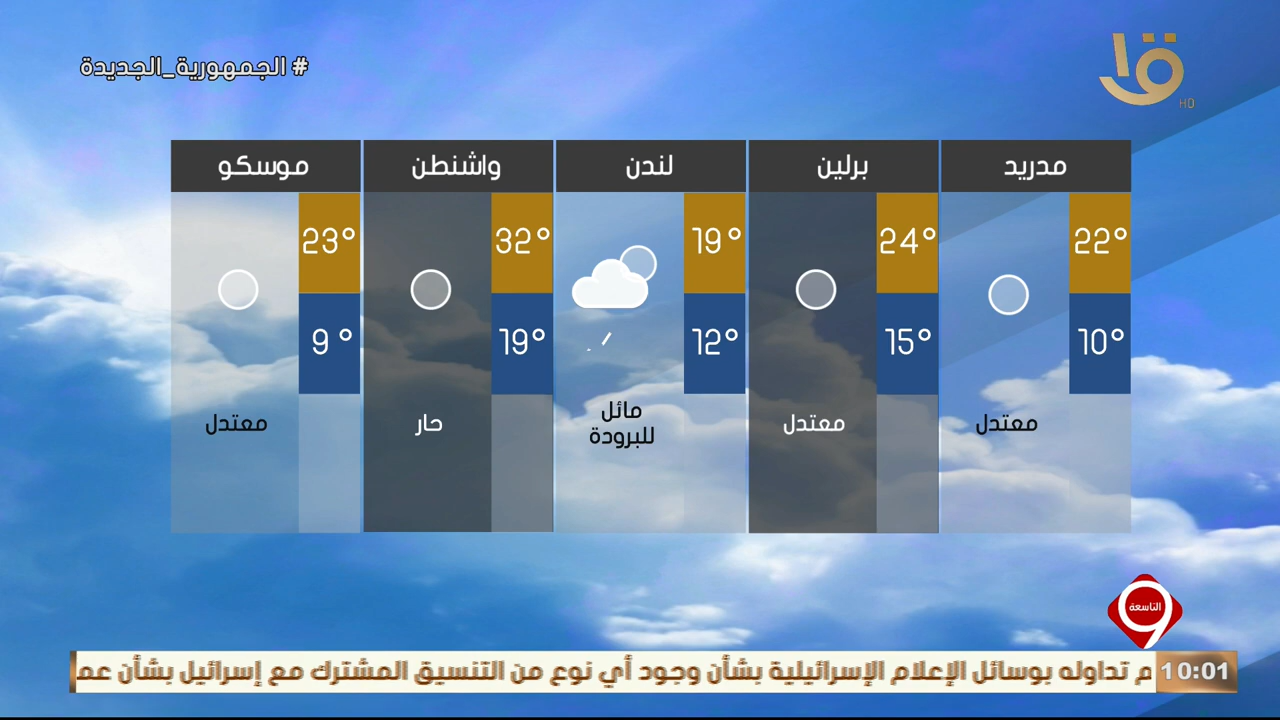 # الجمهورية_الجديدة
HD
مدريد
22°
10°
معتدل
برلين
24°
15°
معتدل
لندن
19°
12°
مائل
للبرودة
واشنطن
32°
19°
حار
موسكو
23°
9°
معتدل
التاسعة
9
10:01
م تداوله بوسائل الإعلام الإسرائيلية بشأن وجود أي نوع من التنسيق المشترك مع إسرائيل بشأن عم